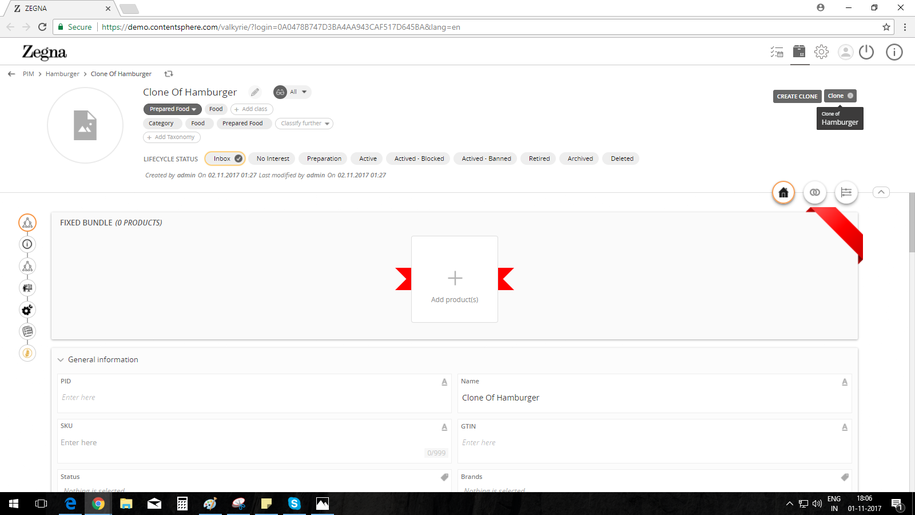 ZEGNA
Secure https://demo.contentsphere.com/valkyrie/?login=0A0478B747D3BA4AA943CAF517D645BA&lang=en
Zegna
PIM > Hamburger > Clone Of Hamburger
Clone Of Hamburger All
CREATE CLONE Clone
Prepared Food Food + Add class
Clone of
Hamburger
Category Food Prepared Food Classify further
+ Add Taxonomy
LIFECYCLE STATUS Inbox No Interest Preparation Active Actived - Blocked Actived - Banned Retired Archived Deleted
Created by admin On 02.11.2017 01:27 Last modified by admin On 02.11.2017 01:27
FIXED BUNDLE (0 PRODUCTS)
Add product(s)
General information
PID Name
Enter here Clone Of Hamburger
SKU GTIN
Enter here Enter here
0/999
Status Brands
Nothing is selected Nothing is selected
ENG 18:06
IN 01-11-2017
1